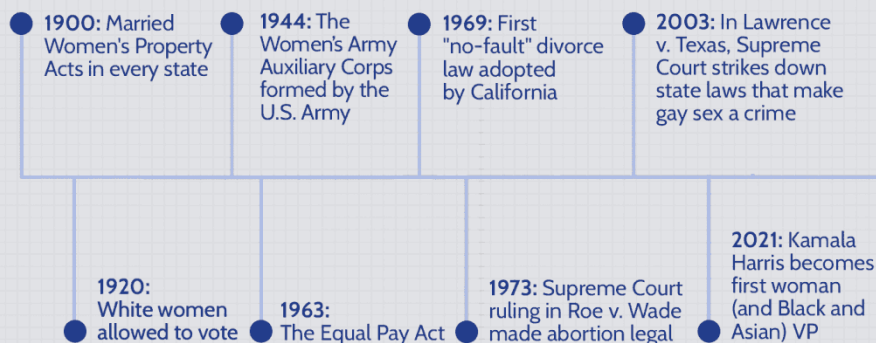 1900: Married
Women's Property
Acts in every state
1944: The
Women's Army
Auxiliary Corps
formed by the
U.S. Army
1969: First
"no-fault" divorce
law adopted
by California
2003: In Lawrence
v. Texas, Supreme
Court strikes down
state laws that make
gay sex a crime
1920:
White women
allowed to vote
1963:
The Equal Pay Act
1973: Supreme Court
ruling in Roe v. Wade
made abortion legal
2021: Kamala
Harris becomes
first woman
(and Black and
Asian) VP